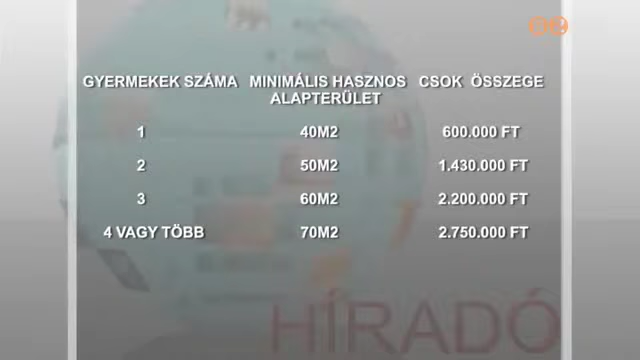 GYERMEKEK SZÁMA MINIMÁLIS HASZNOS CSOK ÖSSZEGE
ALAPTERÜLET
1 40M2 600.000 FT
2 50M2 1.430.000 FT
3 60M2 2.200.000 FT
4 VAGY TÖBB 70M2 2.750.000 FT
HÍRADÓ